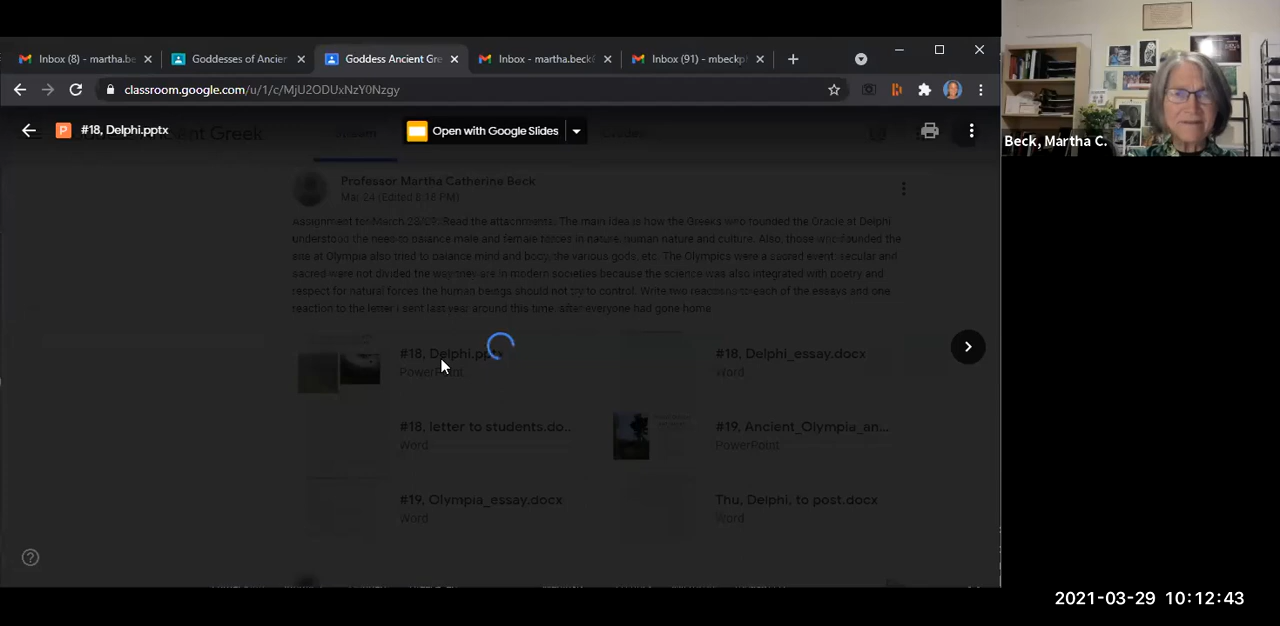 Inbox (8) - martha.be
Goddesses of Ancier
Goddess Ancient Gre
Inbox - martha.beck@
Inbox (91) - mbeckp
classroom.google.com/u/1/c/MjU2ODUxNzY0Nzgy
P #18, Delphi.pptx
Open with Google Slides
Beck, Martha C.
Professor Martha Catherine Beck
Mar 24 (Edited 8:18 PM)
Assignment for March 28/09. Read the attachments. The main idea is how the Greeks who founded the Oracle at Delphi
understood the need to balance male and female forces in nature, human nature and culture. Also, those who founded the
site at Olympia also tried to balance mind and body, the various gods, etc. The Olympics were a sacred event: secular and
sacred were not divided the way they are in modern societies because the science was also integrated with poetry and
respect for natural forces the human beings should not try to control. Write two reactions to each of the essays and one
reaction to the letter I sent last year around this time, after everyone had gone home.
#18, Delphi.pptx
PowerPoint
#18, Delphi_essay.docx
Word
#18, letter to students.do...
Word
#19, Ancient_Olympia_an...
PowerPoint
#19, Olympia_essay.docx
Word
Thu, Delphi, to post.docx
Word
2021-03-29 10:12:43